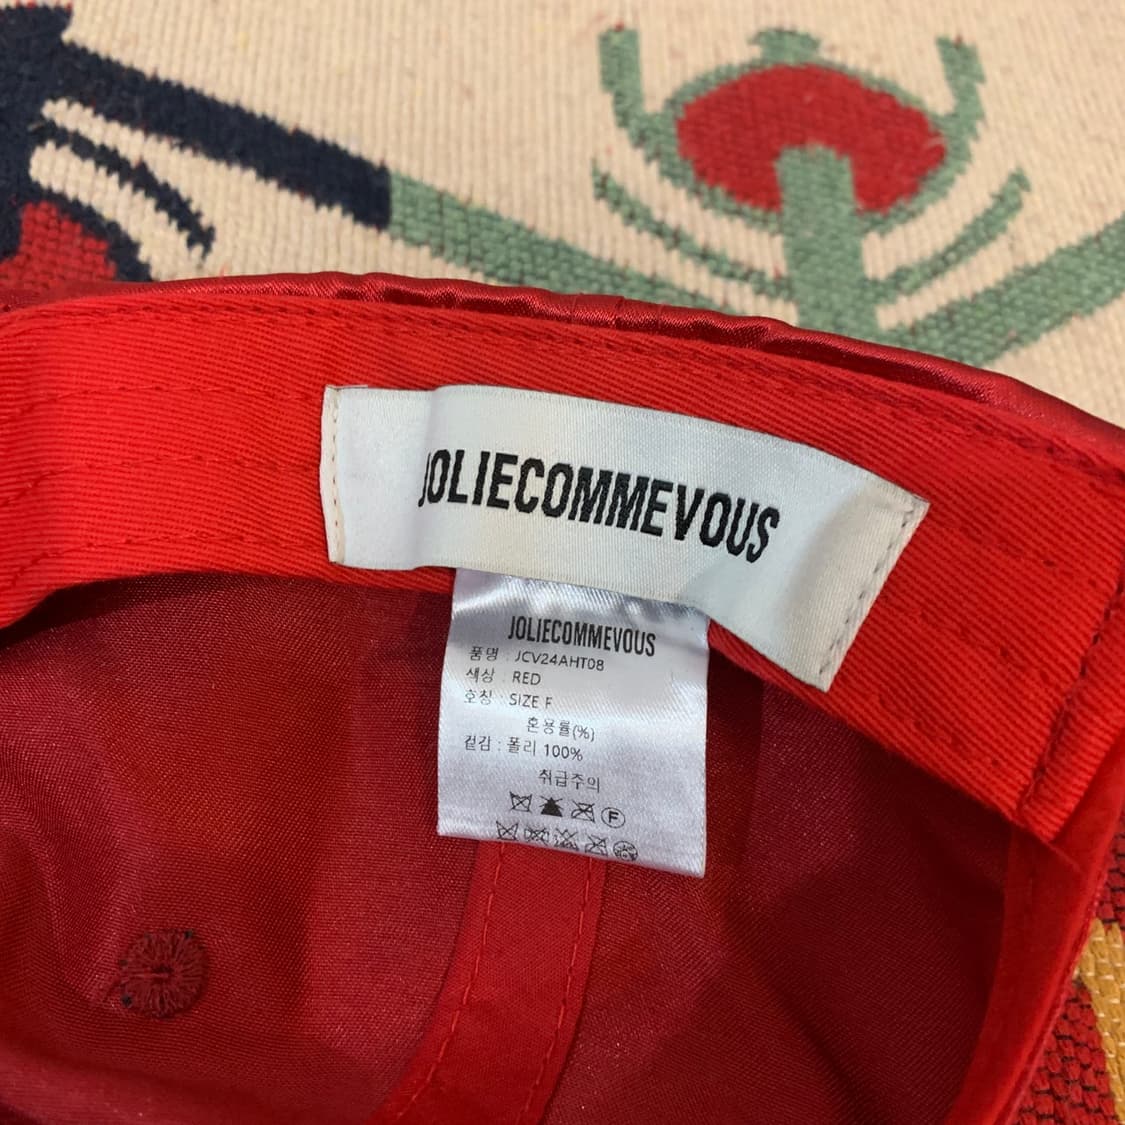 JOLIECOMMEVOUS
JOLIECOMMEVOUS
품명 : JCV24AHT08
색상 : RED
호칭 : SIZE F
혼용률(%)
겉감 : 폴리 100%
취급주의
F